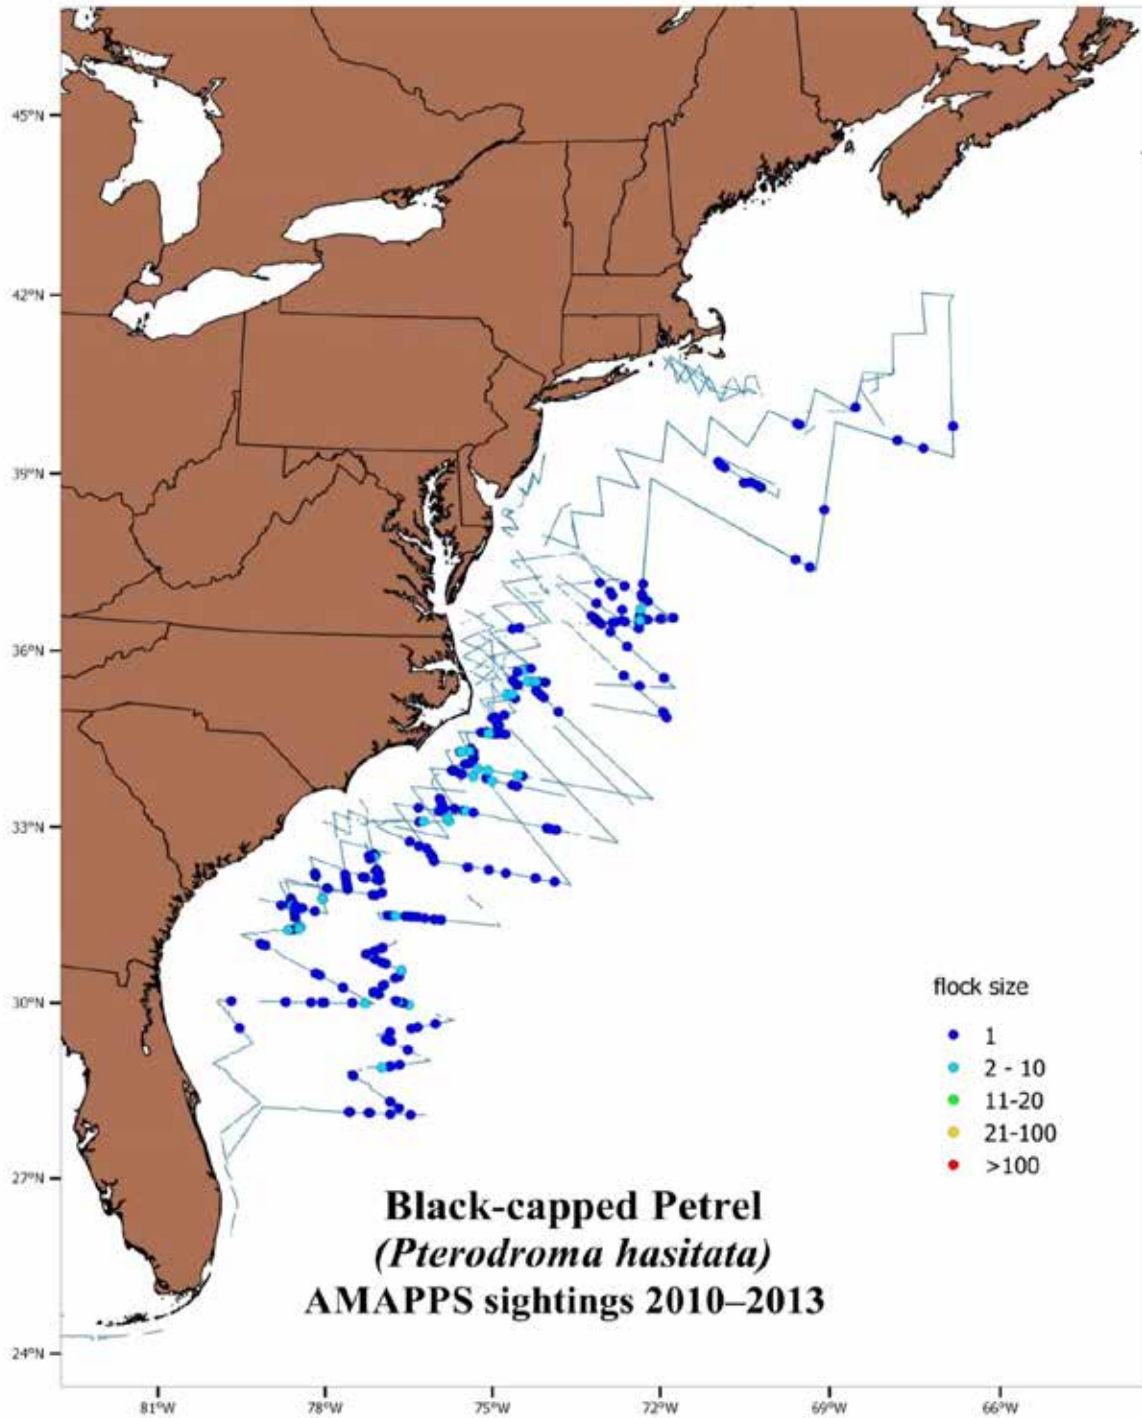 45°N
42°N
39°N
36°N
33°N
30°N
27°N
24°N
flock size
1
2 - 10
11-20
21-100
>100
Black-capped Petrel
(Pterodroma hasitata)
AMAPPS sightings 2010–2013
81°W
78°W
75°W
72°W
69°W
66°W